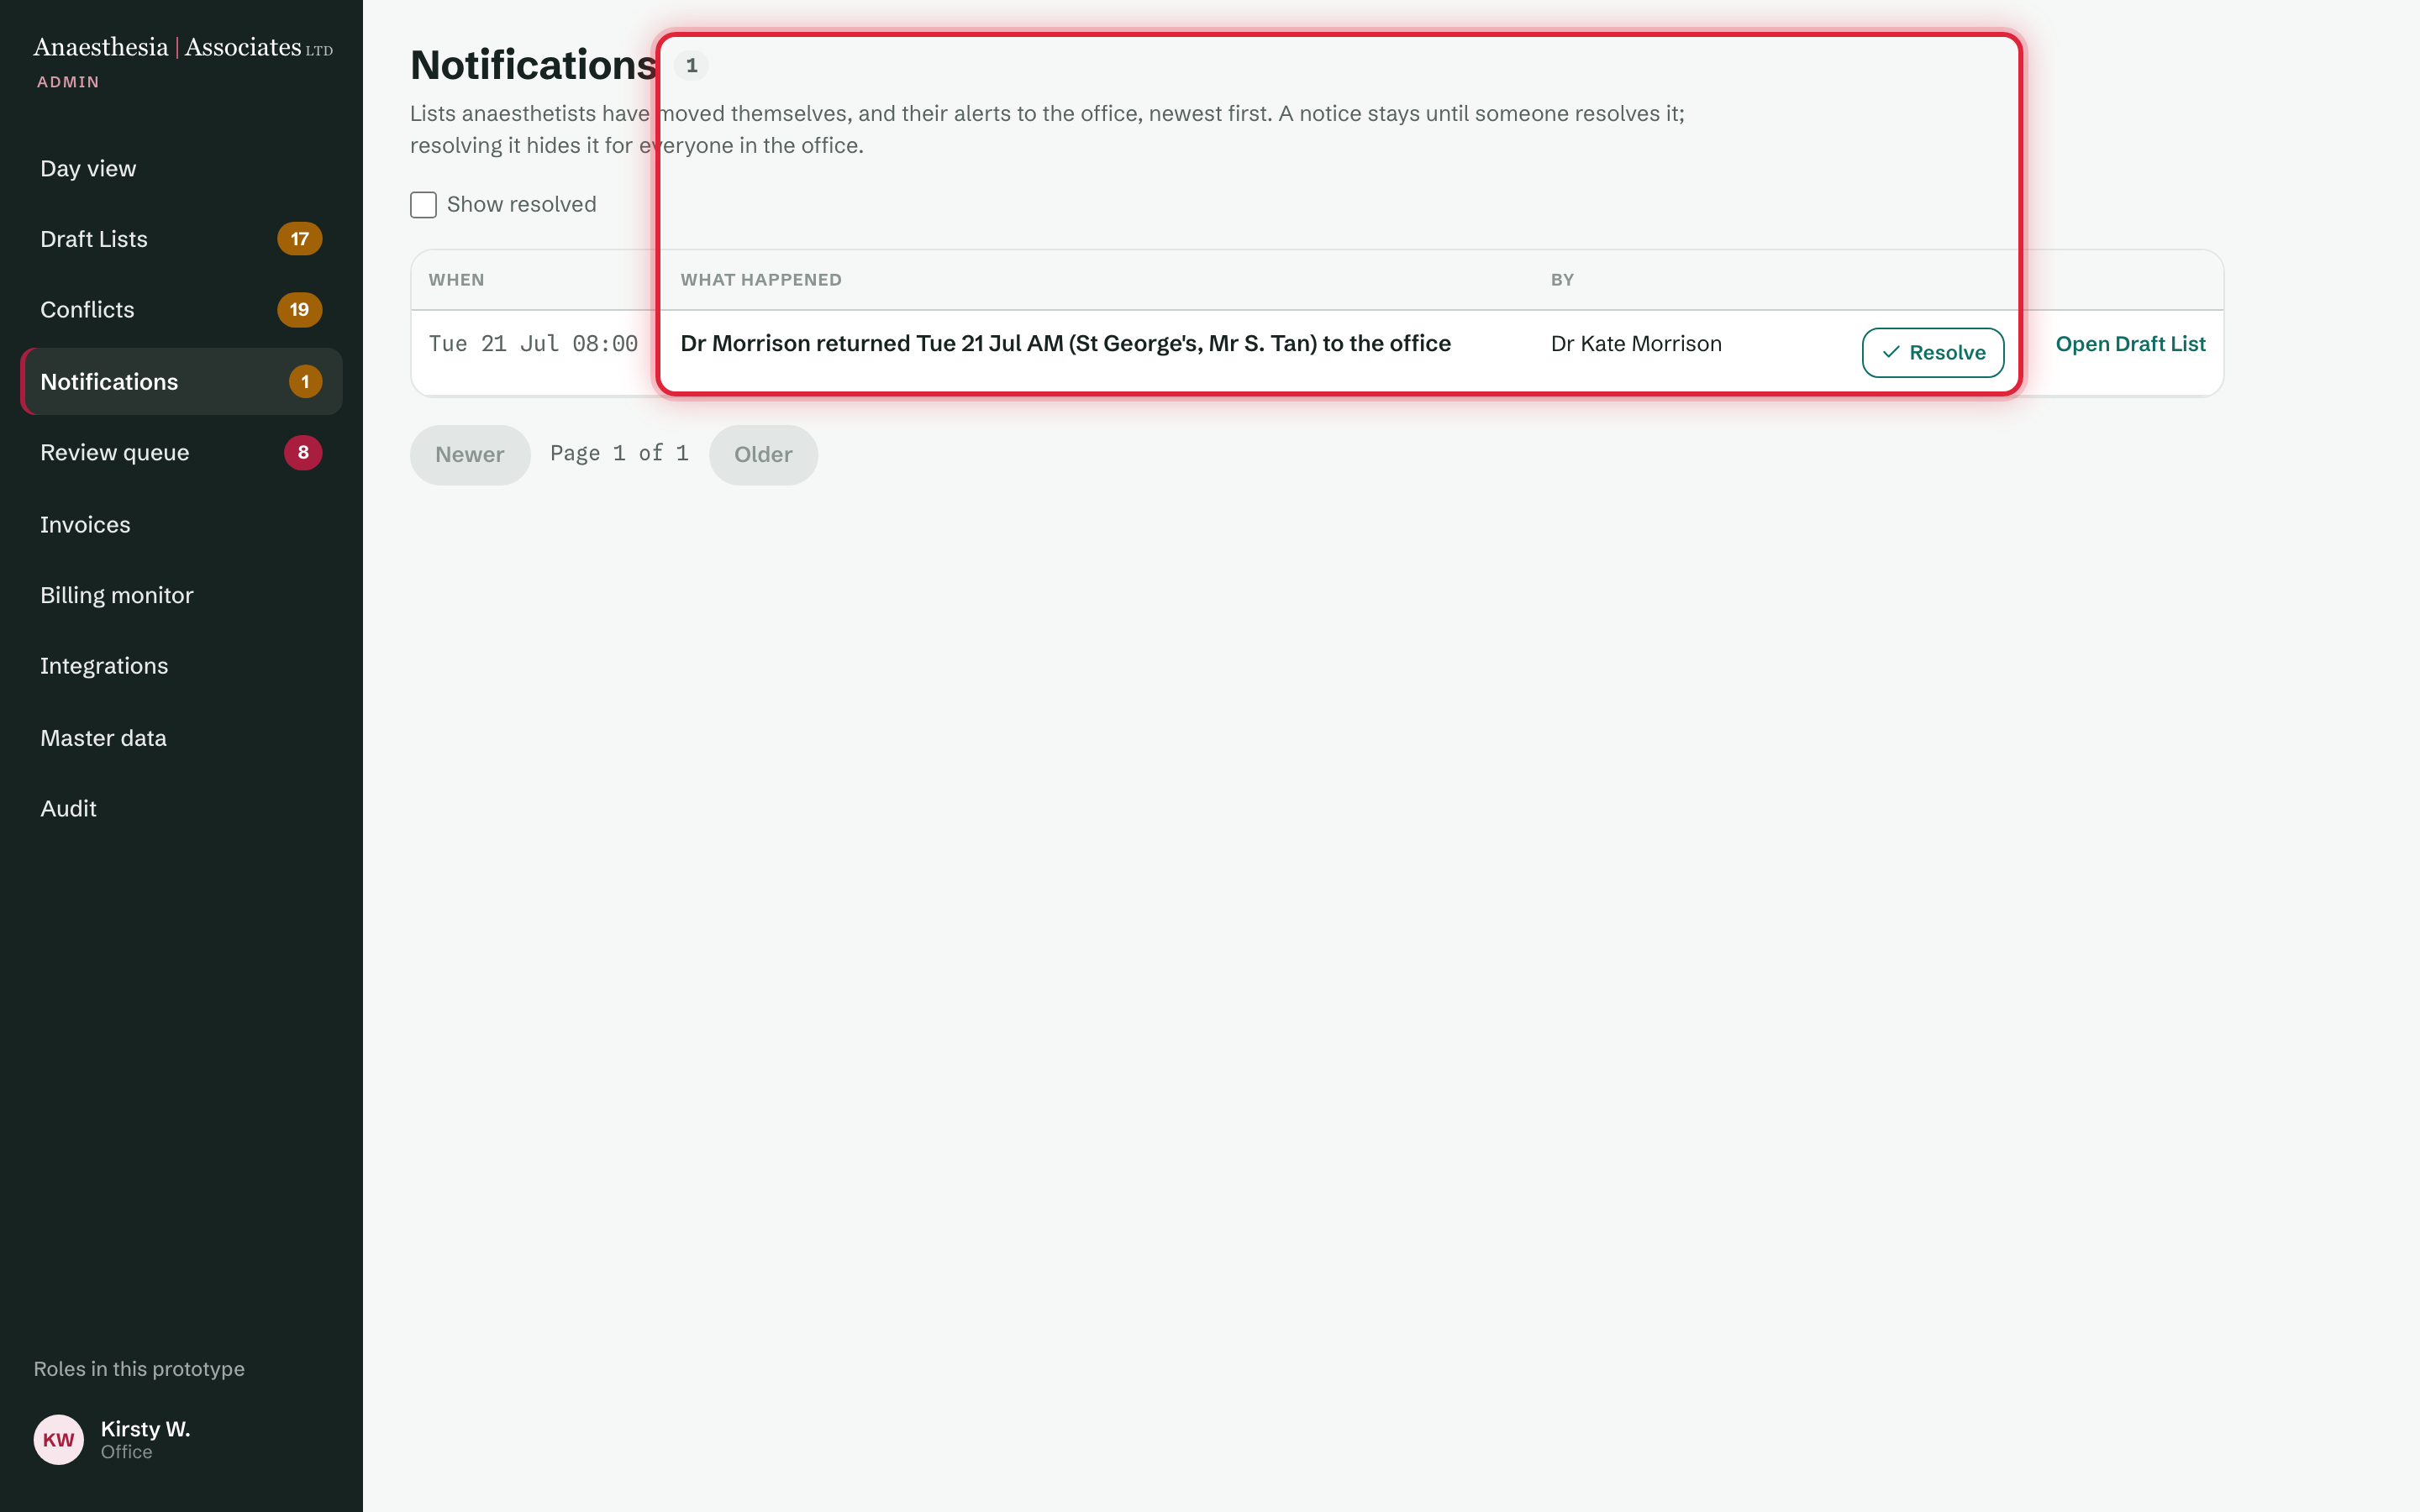 Anaesthesia | Associates LTD
ADMIN
Day view
Draft Lists 17
Conflicts 19
Notifications 1
Review queue 8
Invoices
Billing monitor
Integrations
Master data
Audit
Roles in this prototype
KW
Kirsty W.
Office
Notifications 1
Lists anaesthetists have moved themselves, and their alerts to the office, newest first. A notice stays until someone resolves it;
resolving it hides it for everyone in the office.
Show resolved
WHEN WHAT HAPPENED BY
Tue 21 Jul 08:00 Dr Morrison returned Tue 21 Jul AM (St George's, Mr S. Tan) to the office Dr Kate Morrison Resolve Open Draft List
Newer Page 1 of 1 Older